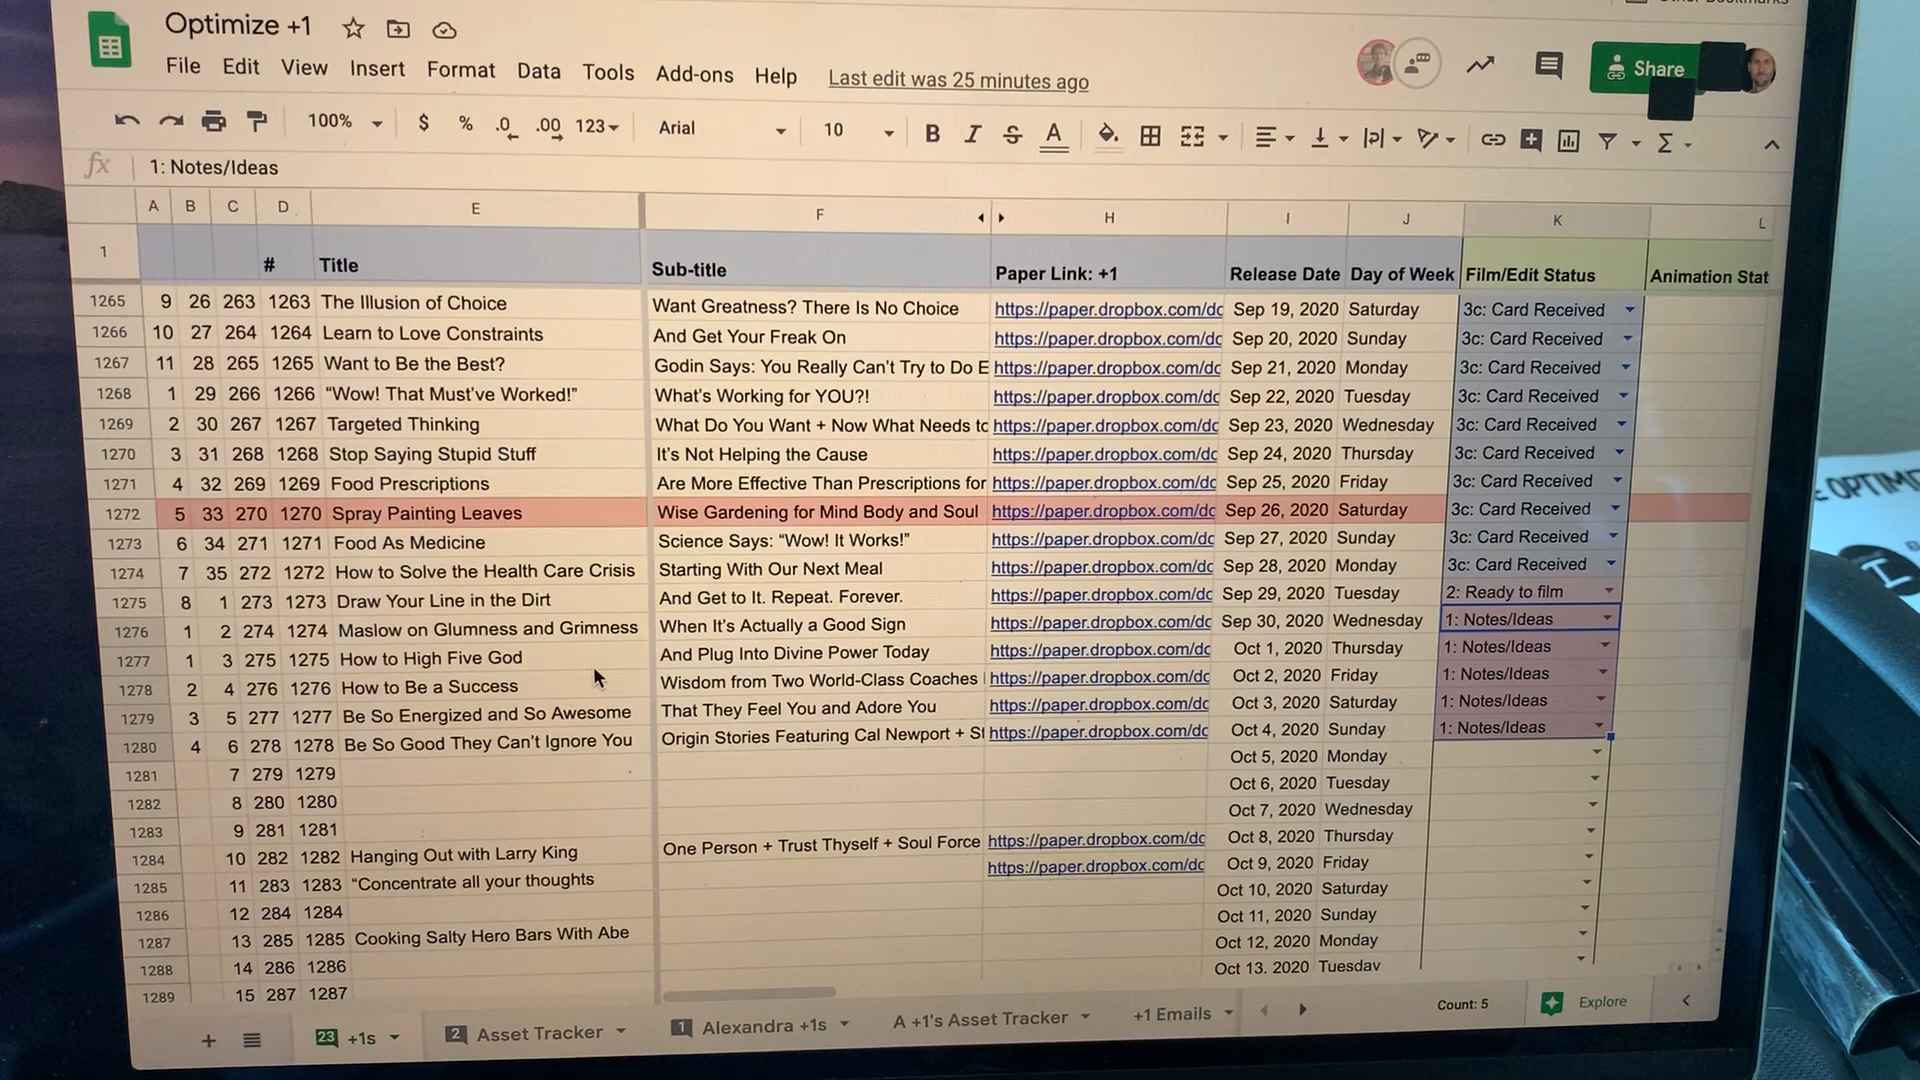 Optimize +1
File Edit View Insert Format Data Tools Add-ons Help Last edit was 25 minutes ago
Share
100% $ % .0 .00 123 Arial 10 B I S A
fx 1: Notes/Ideas
A B C D E F H I J K L
1 # Title Sub-title Paper Link: +1 Release Date Day of Week Film/Edit Status Animation Stat
1265 9 26 263 1263 The Illusion of Choice Want Greatness? There Is No Choice https://paper.dropbox.com/dc Sep 19, 2020 Saturday 3c: Card Received
1266 10 27 264 1264 Learn to Love Constraints And Get Your Freak On https://paper.dropbox.com/dc Sep 20, 2020 Sunday 3c: Card Received
1267 11 28 265 1265 Want to Be the Best? Godin Says: You Really Can't Try to Do E https://paper.dropbox.com/dc Sep 21, 2020 Monday 3c: Card Received
1268 1 29 266 1266 “Wow! That Must've Worked!” What's Working for YOU?! https://paper.dropbox.com/dc Sep 22, 2020 Tuesday 3c: Card Received
1269 2 30 267 1267 Targeted Thinking What Do You Want + Now What Needs to https://paper.dropbox.com/dc Sep 23, 2020 Wednesday 3c: Card Received
1270 3 31 268 1268 Stop Saying Stupid Stuff It's Not Helping the Cause https://paper.dropbox.com/dc Sep 24, 2020 Thursday 3c: Card Received
1271 4 32 269 1269 Food Prescriptions Are More Effective Than Prescriptions for https://paper.dropbox.com/dc Sep 25, 2020 Friday 3c: Card Received
1272 5 33 270 1270 Spray Painting Leaves Wise Gardening for Mind Body and Soul https://paper.dropbox.com/dc Sep 26, 2020 Saturday 3c: Card Received
1273 6 34 271 1271 Food As Medicine Science Says: “Wow! It Works!” https://paper.dropbox.com/dc Sep 27, 2020 Sunday 3c: Card Received
1274 7 35 272 1272 How to Solve the Health Care Crisis Starting With Our Next Meal https://paper.dropbox.com/dc Sep 28, 2020 Monday 3c: Card Received
1275 8 1 273 1273 Draw Your Line in the Dirt And Get to It. Repeat. Forever. https://paper.dropbox.com/dc Sep 29, 2020 Tuesday 2: Ready to film
1276 1 2 274 1274 Maslow on Glumness and Grimness When It's Actually a Good Sign https://paper.dropbox.com/dc Sep 30, 2020 Wednesday 1: Notes/Ideas
1277 1 3 275 1275 How to High Five God And Plug Into Divine Power Today https://paper.dropbox.com/dc Oct 1, 2020 Thursday 1: Notes/Ideas
1278 2 4 276 1276 How to Be a Success Wisdom from Two World-Class Coaches https://paper.dropbox.com/dc Oct 2, 2020 Friday 1: Notes/Ideas
1279 3 5 277 1277 Be So Energized and So Awesome That They Feel You and Adore You https://paper.dropbox.com/dc Oct 3, 2020 Saturday 1: Notes/Ideas
1280 4 6 278 1278 Be So Good They Can't Ignore You Origin Stories Featuring Cal Newport + St https://paper.dropbox.com/dc Oct 4, 2020 Sunday 1: Notes/Ideas
1281 7 279 1279 Oct 5, 2020 Monday
1282 8 280 1280 Oct 6, 2020 Tuesday
1283 9 281 1281 Oct 7, 2020 Wednesday
1284 10 282 1282 Hanging Out with Larry King One Person + Trust Thyself + Soul Force https://paper.dropbox.com/dc Oct 8, 2020 Thursday
1285 11 283 1283 “Concentrate all your thoughts https://paper.dropbox.com/dc Oct 9, 2020 Friday
1286 12 284 1284 Oct 10, 2020 Saturday
1287 13 285 1285 Cooking Salty Hero Bars With Abe Oct 11, 2020 Sunday
1288 14 286 1286 Oct 12, 2020 Monday
1289 15 287 1287 Oct 13, 2020 Tuesday
Count: 5 Explore
23 +1s 2 Asset Tracker 1 Alexandra +1s A +1's Asset Tracker +1 Emails